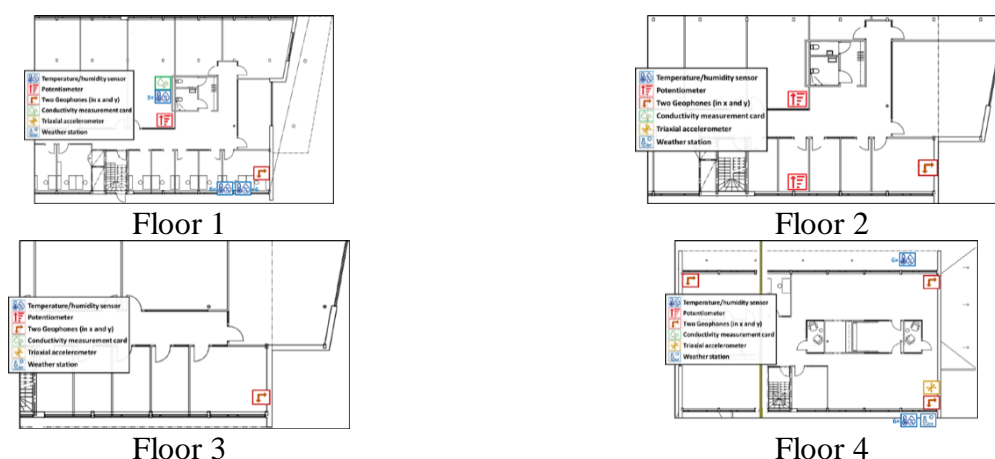 Temperature/humidity sensor
Potentiometer
Two Geophones (in x and y)
Conductivity measurement card
Triaxial accelerometer
Weather station
3×
Floor 1
Temperature/humidity sensor
Potentiometer
Two Geophones (in x and y)
Conductivity measurement card
Triaxial accelerometer
Weather station
Floor 2
Temperature/humidity sensor
Potentiometer
Two Geophones (in x and y)
Conductivity measurement card
Triaxial accelerometer
Weather station
Floor 3
6×
Temperature/humidity sensor
Potentiometer
Two Geophones (in x and y)
Conductivity measurement card
Triaxial accelerometer
Weather station
6×
Floor 4